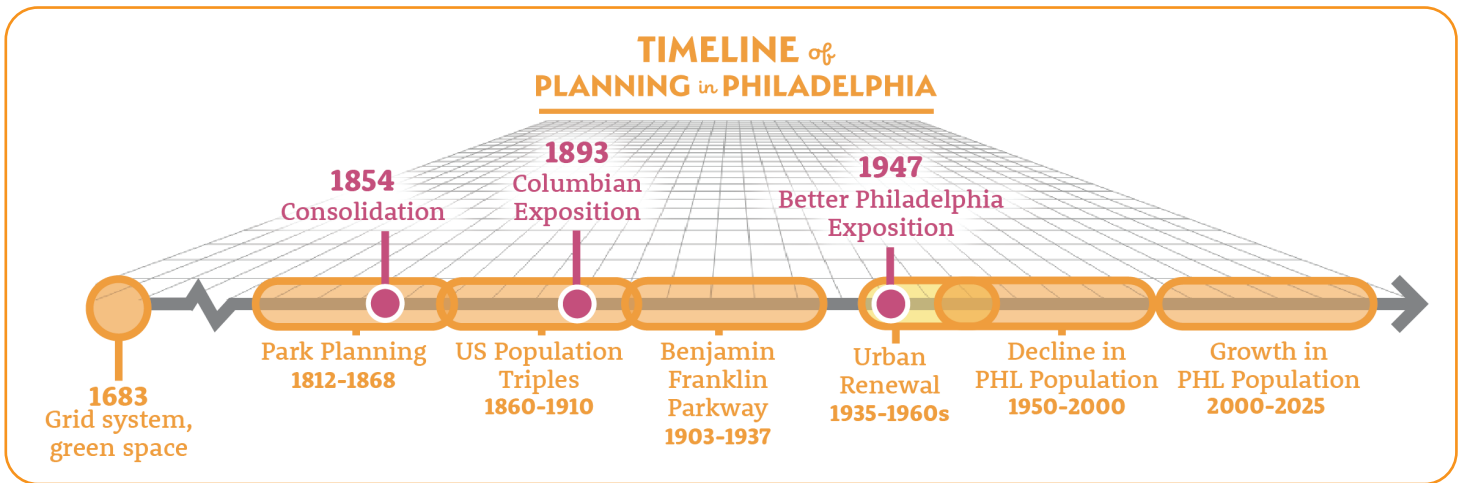 TIMELINE of
PLANNING in PHILADELPHIA
1854
Consolidation
1893
Columbian
Exposition
1947
Better Philadelphia
Exposition
1683
Grid system,
green space
Park Planning
1812-1868
US Population
Triples
1860-1910
Benjamin
Franklin
Parkway
1903-1937
Urban
Renewal
1935-1960s
Decline in
PHL Population
1950-2000
Growth in
PHL Population
2000-2025